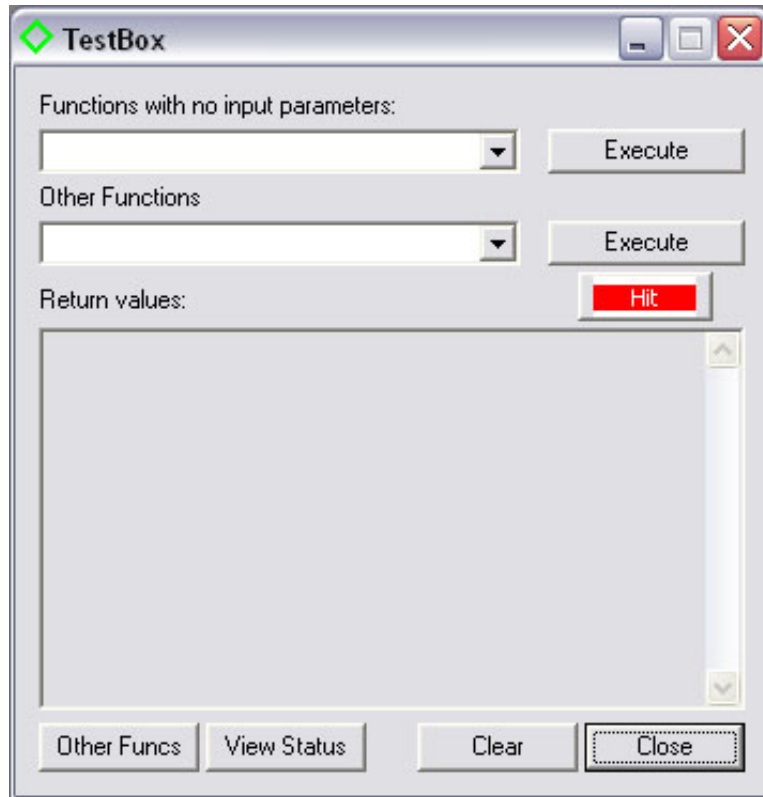 TestBox
Functions with no input parameters:
Execute
Other Functions
Execute
Return values:
Hit
Other Funcs View Status Clear Close